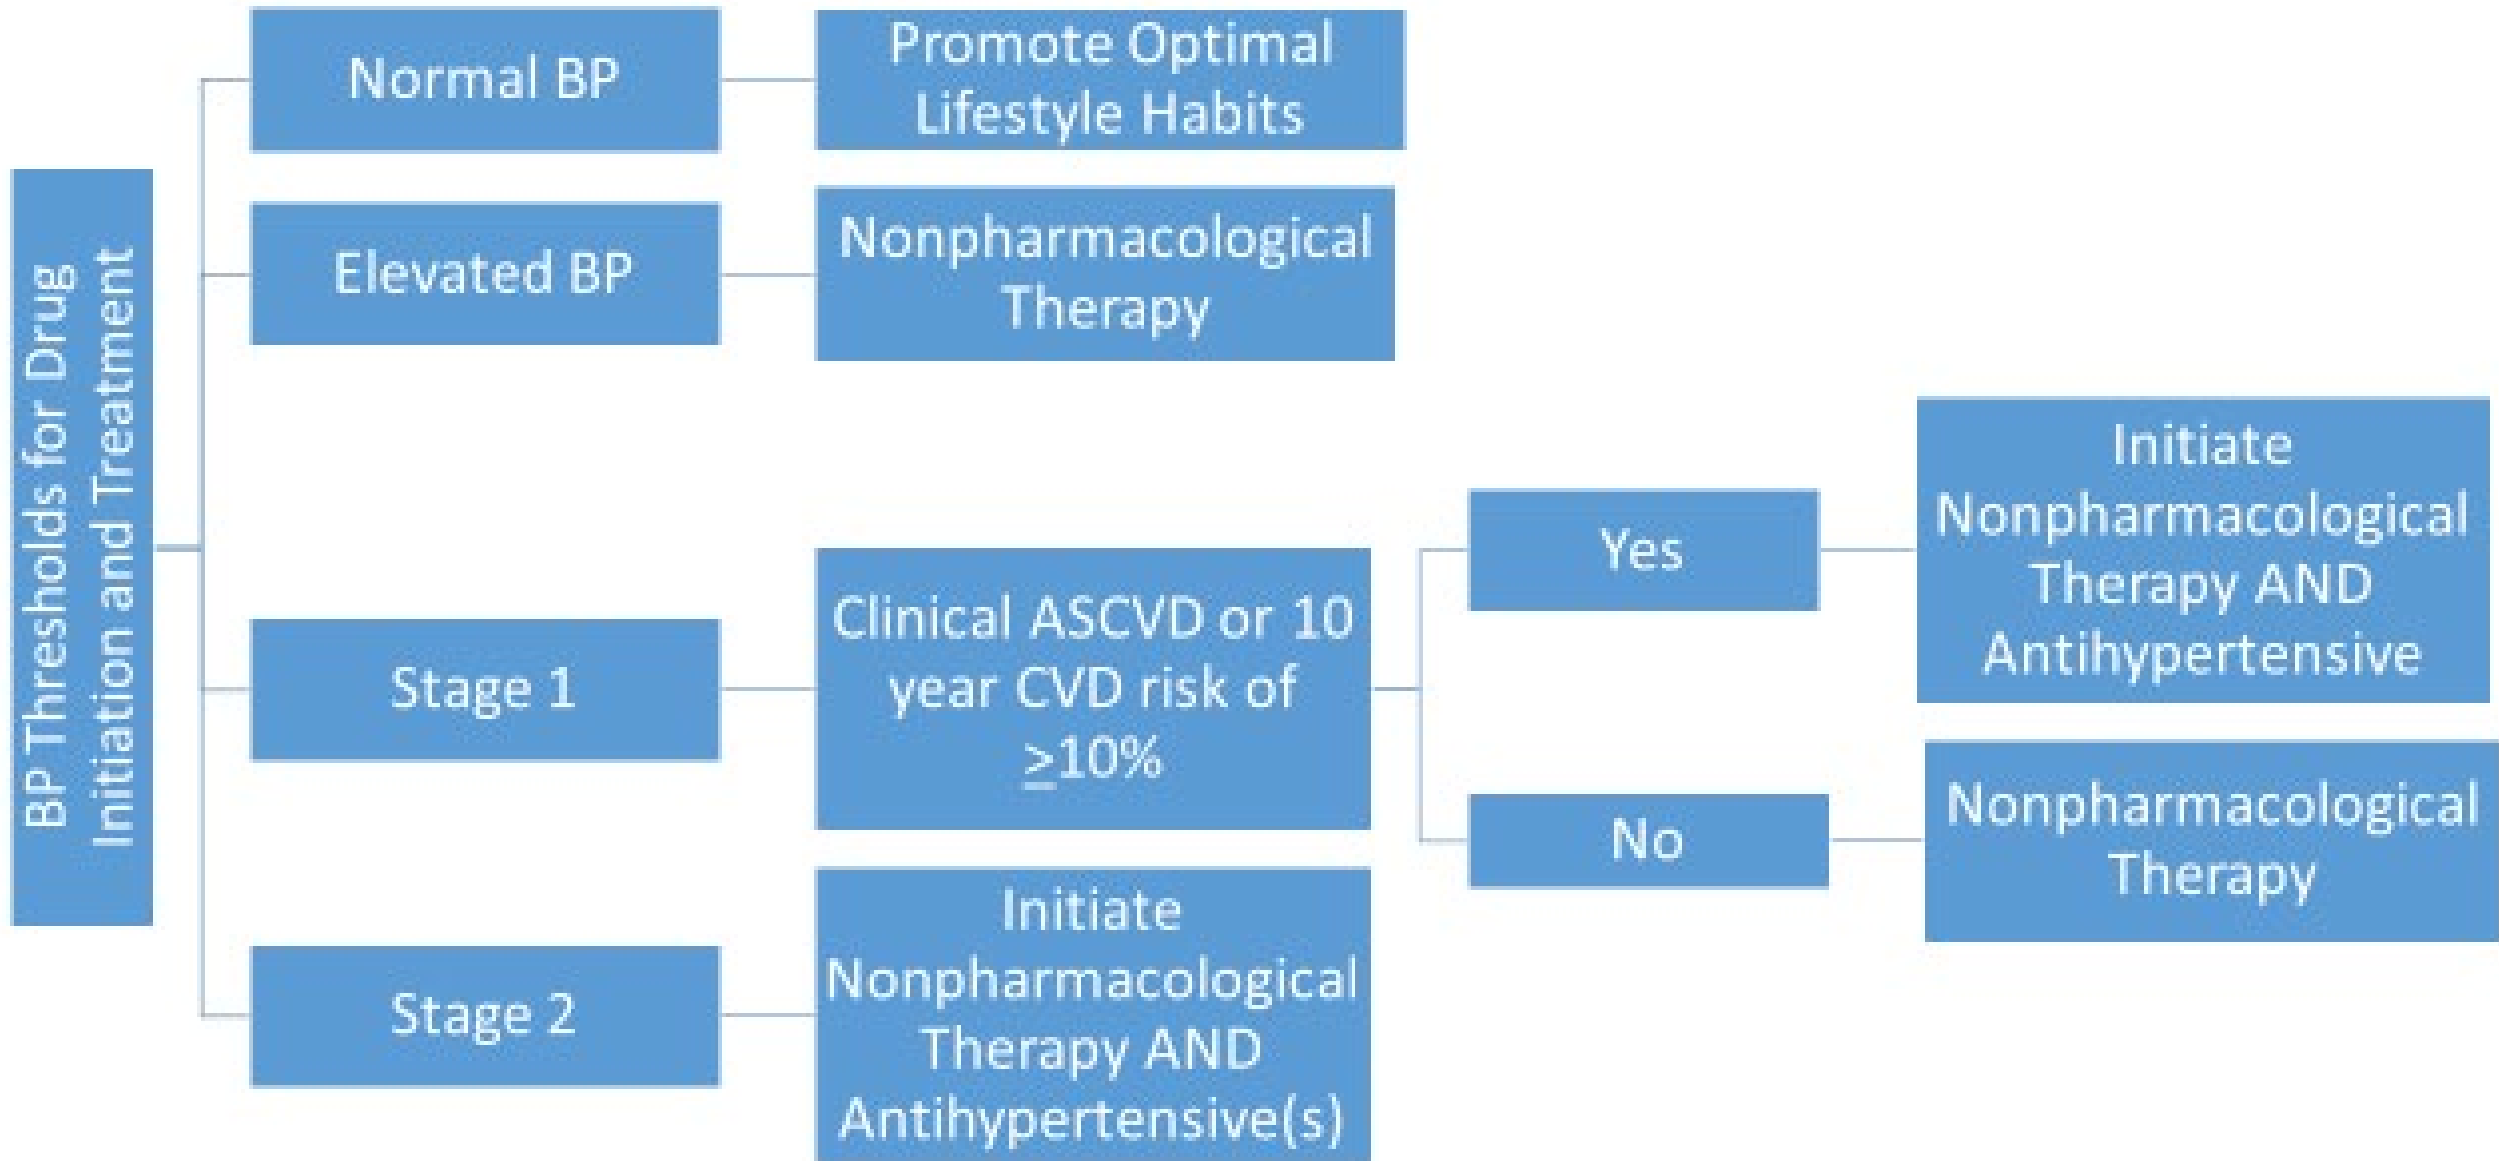 BP Thresholds for Drug
Initiation and Treatment
Normal BP
Promote Optimal
Lifestyle Habits
Elevated BP
Nonpharmacological
Therapy
Stage 1
Clinical ASCVD or 10
year CVD risk of
≥10%
Yes
Initiate
Nonpharmacological
Therapy AND
Antihypertensive
No
Nonpharmacological
Therapy
Stage 2
Initiate
Nonpharmacological
Therapy AND
Antihypertensive(s)